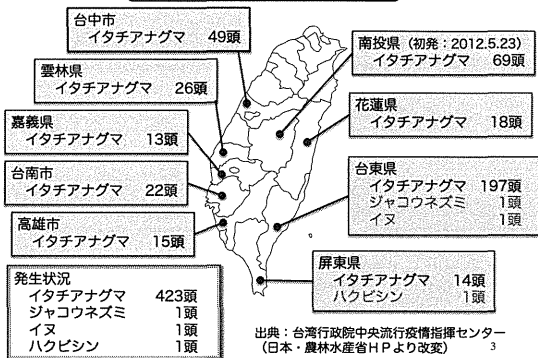 台中市
イタチアナグマ 49頭
南投県（初発：2012.5.23）
イタチアナグマ 69頭
雲林県
イタチアナグマ 26頭
花蓮県
イタチアナグマ 18頭
嘉義県
イタチアナグマ 13頭
台南市
イタチアナグマ 22頭
台東県
イタチアナグマ 197頭
ジャコウネズミ 1頭
イヌ 1頭
高雄市
イタチアナグマ 15頭
屏東県
イタチアナグマ 14頭
ハクビシン 1頭
発生状況
イタチアナグマ 423頭
ジャコウネズミ 1頭
イヌ 1頭
ハクビシン 1頭
出典：台湾行政院中央流行疫情指揮センター
（日本・農林水産省ＨＰより改変）
3